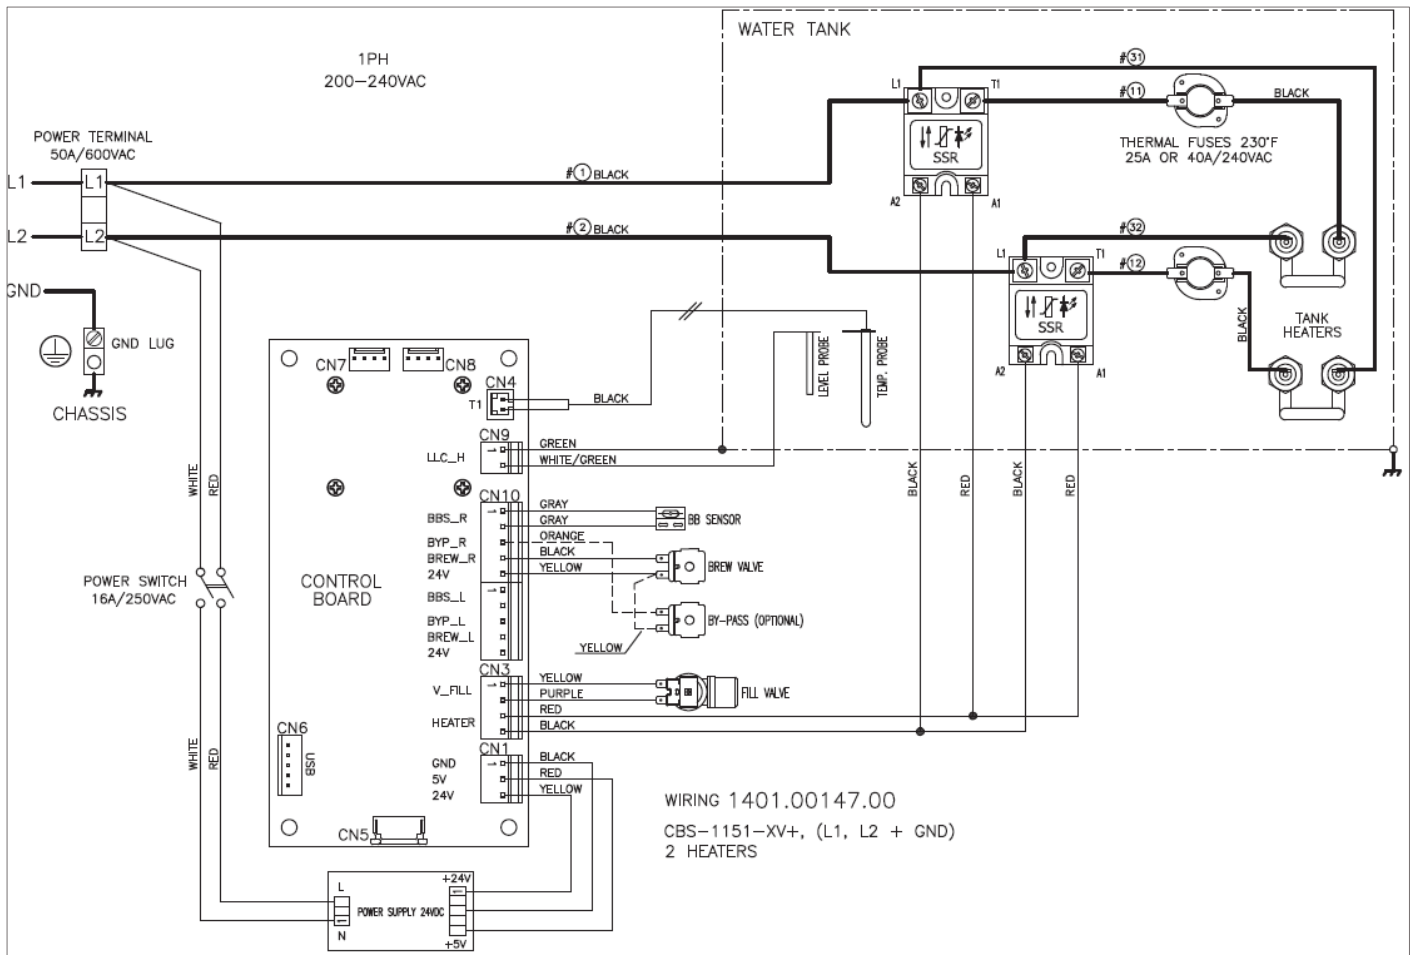 WATER TANK
1PH
200-240VAC
#31
L1
T1
#11
BLACK
POWER TERMINAL
50A/600VAC
THERMAL FUSES 230°F
25A OR 40A/240VAC
SSR
L1
L1
#1 BLACK
A2
A1
L2
L2
#2 BLACK
#32
L1
T1
#12
GND
GND LUG
SSR
BLACK
TANK
HEATERS
CHASSIS
CN7
CN8
CN4
T1
BLACK
LEVEL PROBE
TEMP. PROBE
A2
A1
CN9
LLC_H
GREEN
WHITE/GREEN
WHITE
RED
BLACK
RED
BLACK
RED
CN10
BBS_R
GRAY
GRAY
BB SENSOR
BYP_R
ORANGE
BREW_R
BLACK
24V
YELLOW
BREW VALVE
POWER SWITCH
16A/250VAC
CONTROL
BOARD
BBS_L
BYP_L
BREW_L
24V
BY-PASS (OPTIONAL)
YELLOW
CN3
V_FILL
YELLOW
PURPLE
FILL VALVE
HEATER
RED
BLACK
WHITE
RED
CN6
USB
CN1
GND
BLACK
5V
RED
24V
YELLOW
CN5
WIRING 1401.00147.00
CBS-1151-XV+, (L1, L2 + GND)
2 HEATERS
L
N
POWER SUPPLY 24VDC
+24V
+5V